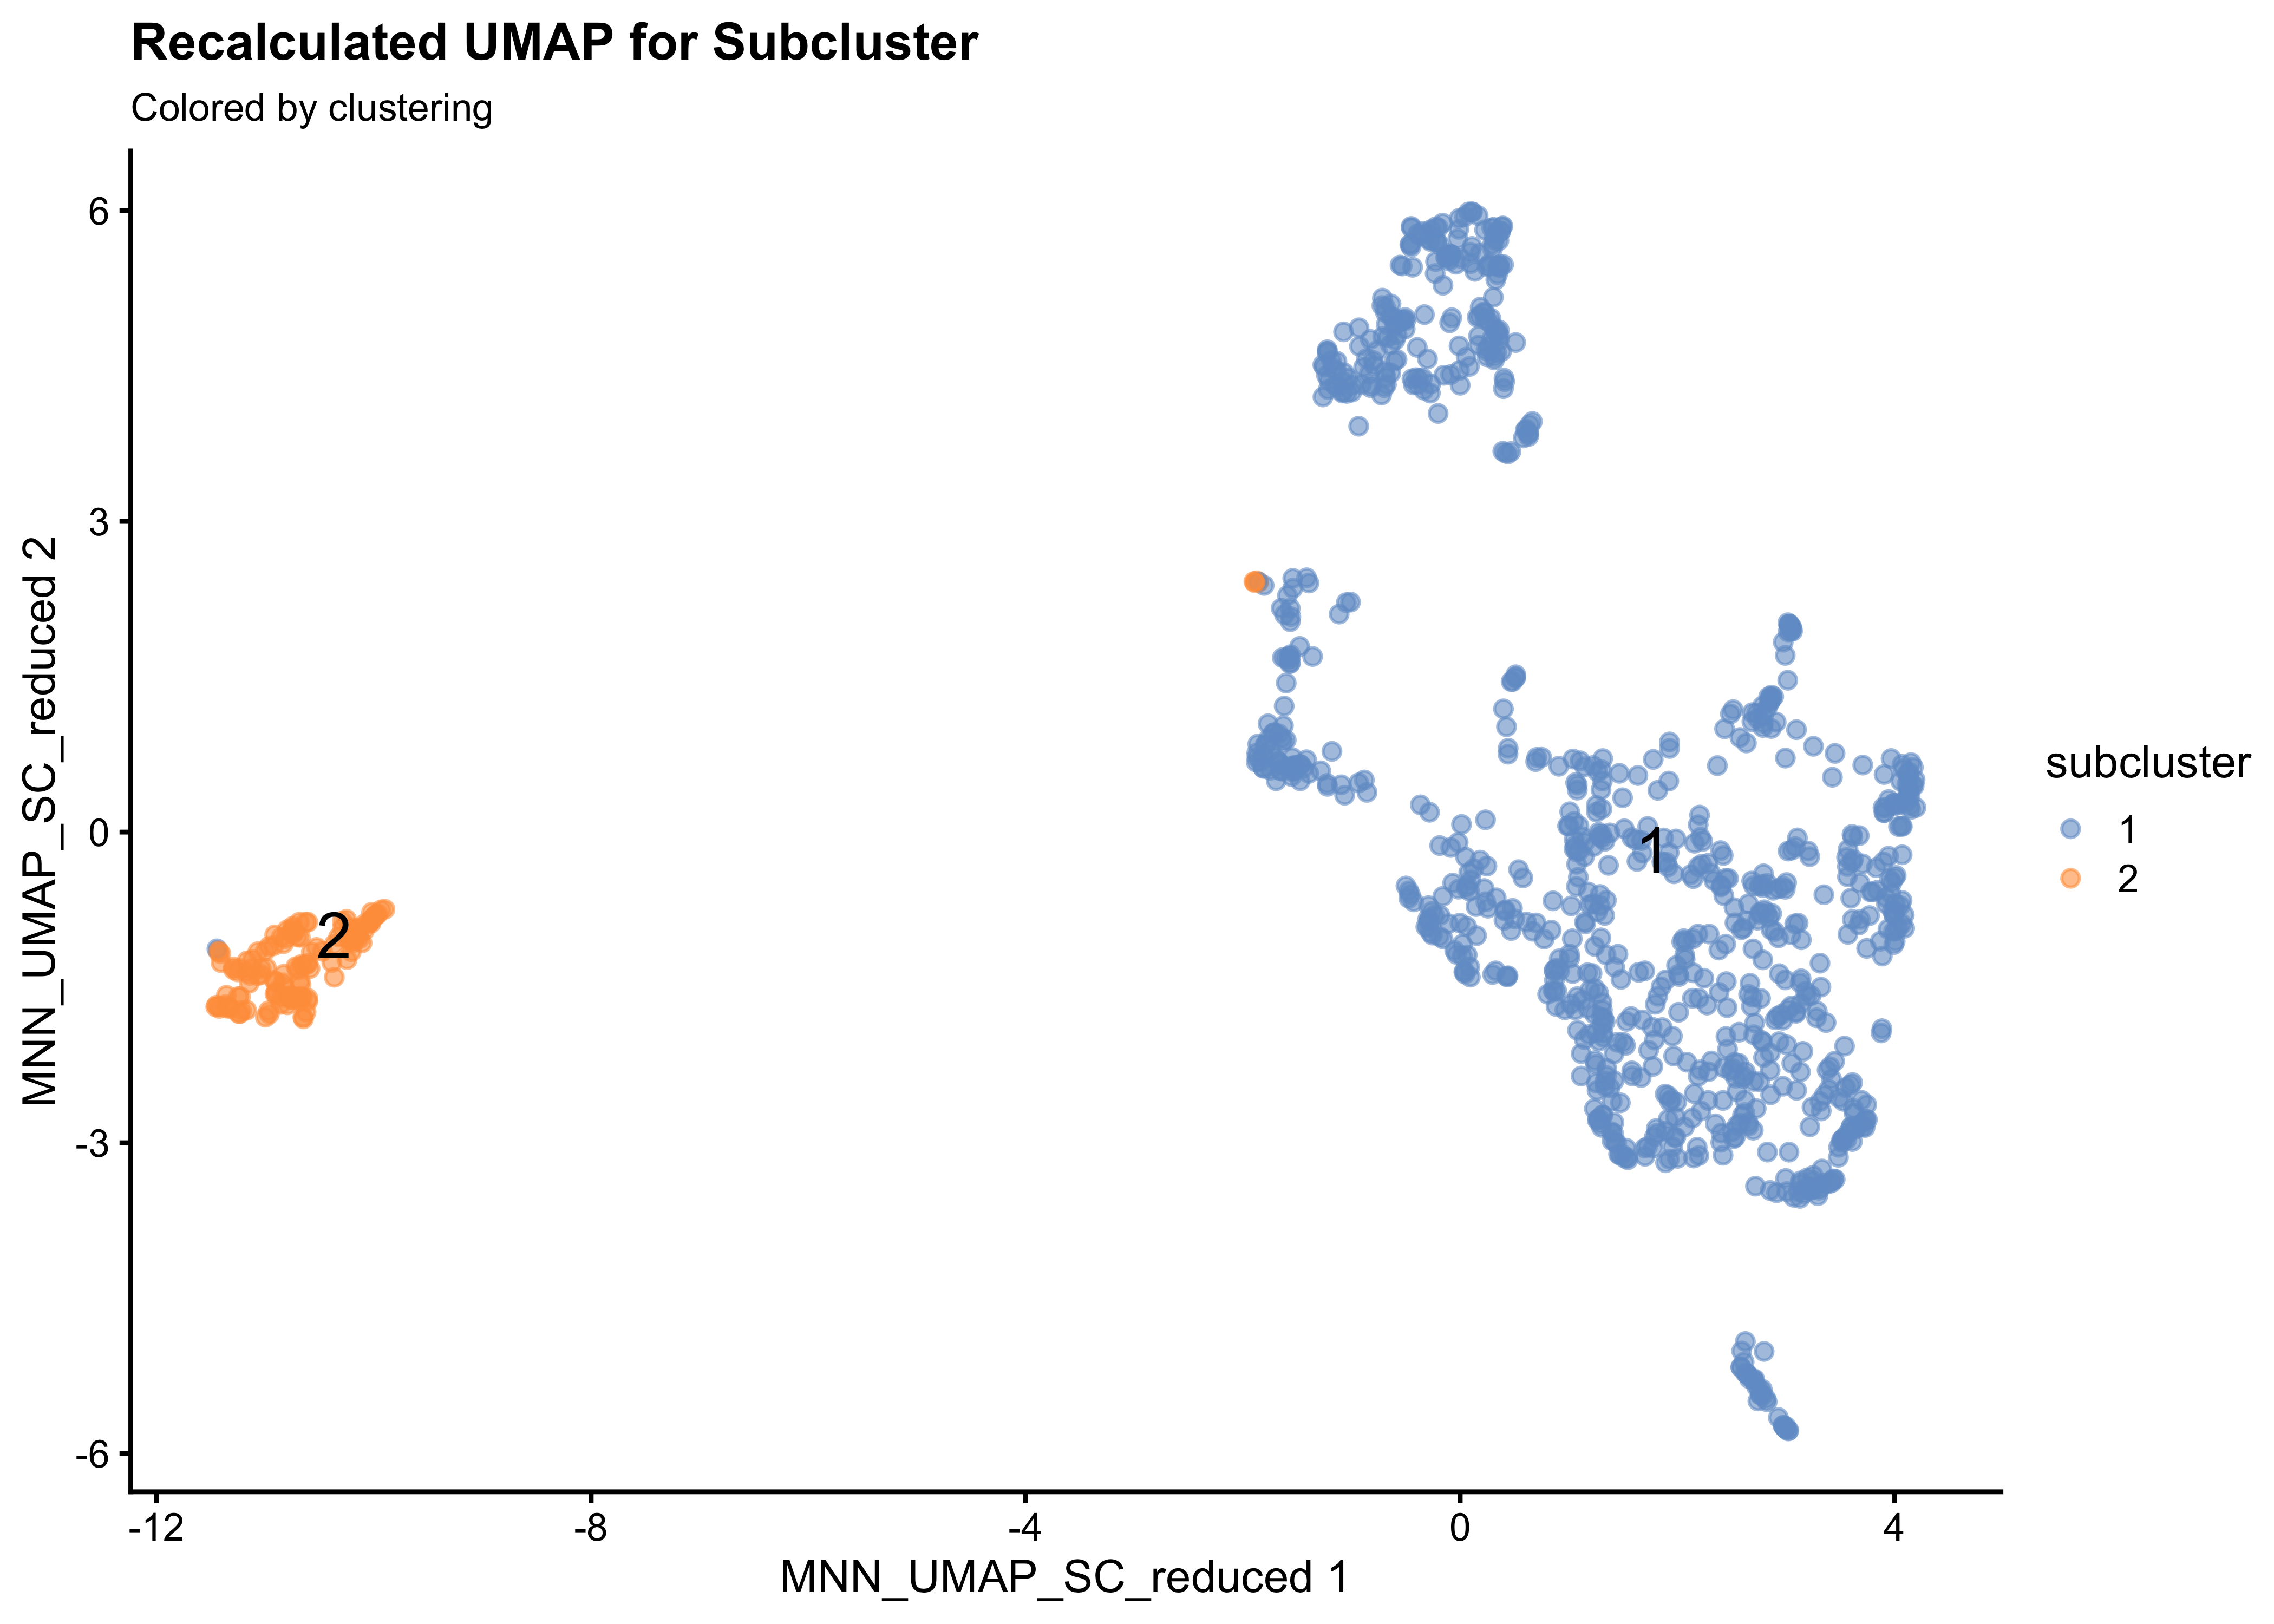 Recalculated UMAP for Subcluster
Colored by clustering
6
3
0
-3
-6
MNN_UMAP_SC_reduced 2
1
2
subcluster
1
2
-12
-8
-4
0
4
MNN_UMAP_SC_reduced 1